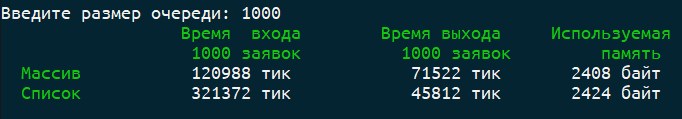 Введите размер очереди: 1000
Время входа Время выхода Используемая
1000 заявок 1000 заявок память
Массив 120988 тик 71522 тик 2408 байт
Список 321372 тик 45812 тик 2424 байт